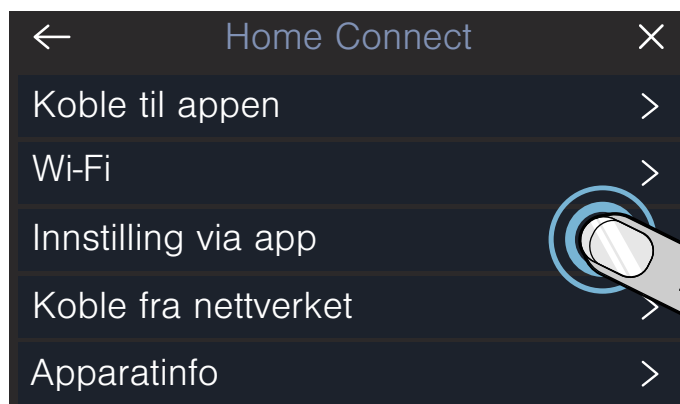 Home Connect
Koble til appen
Wi-Fi
Innstilling via app
Koble fra nettverket
Apparatinfo